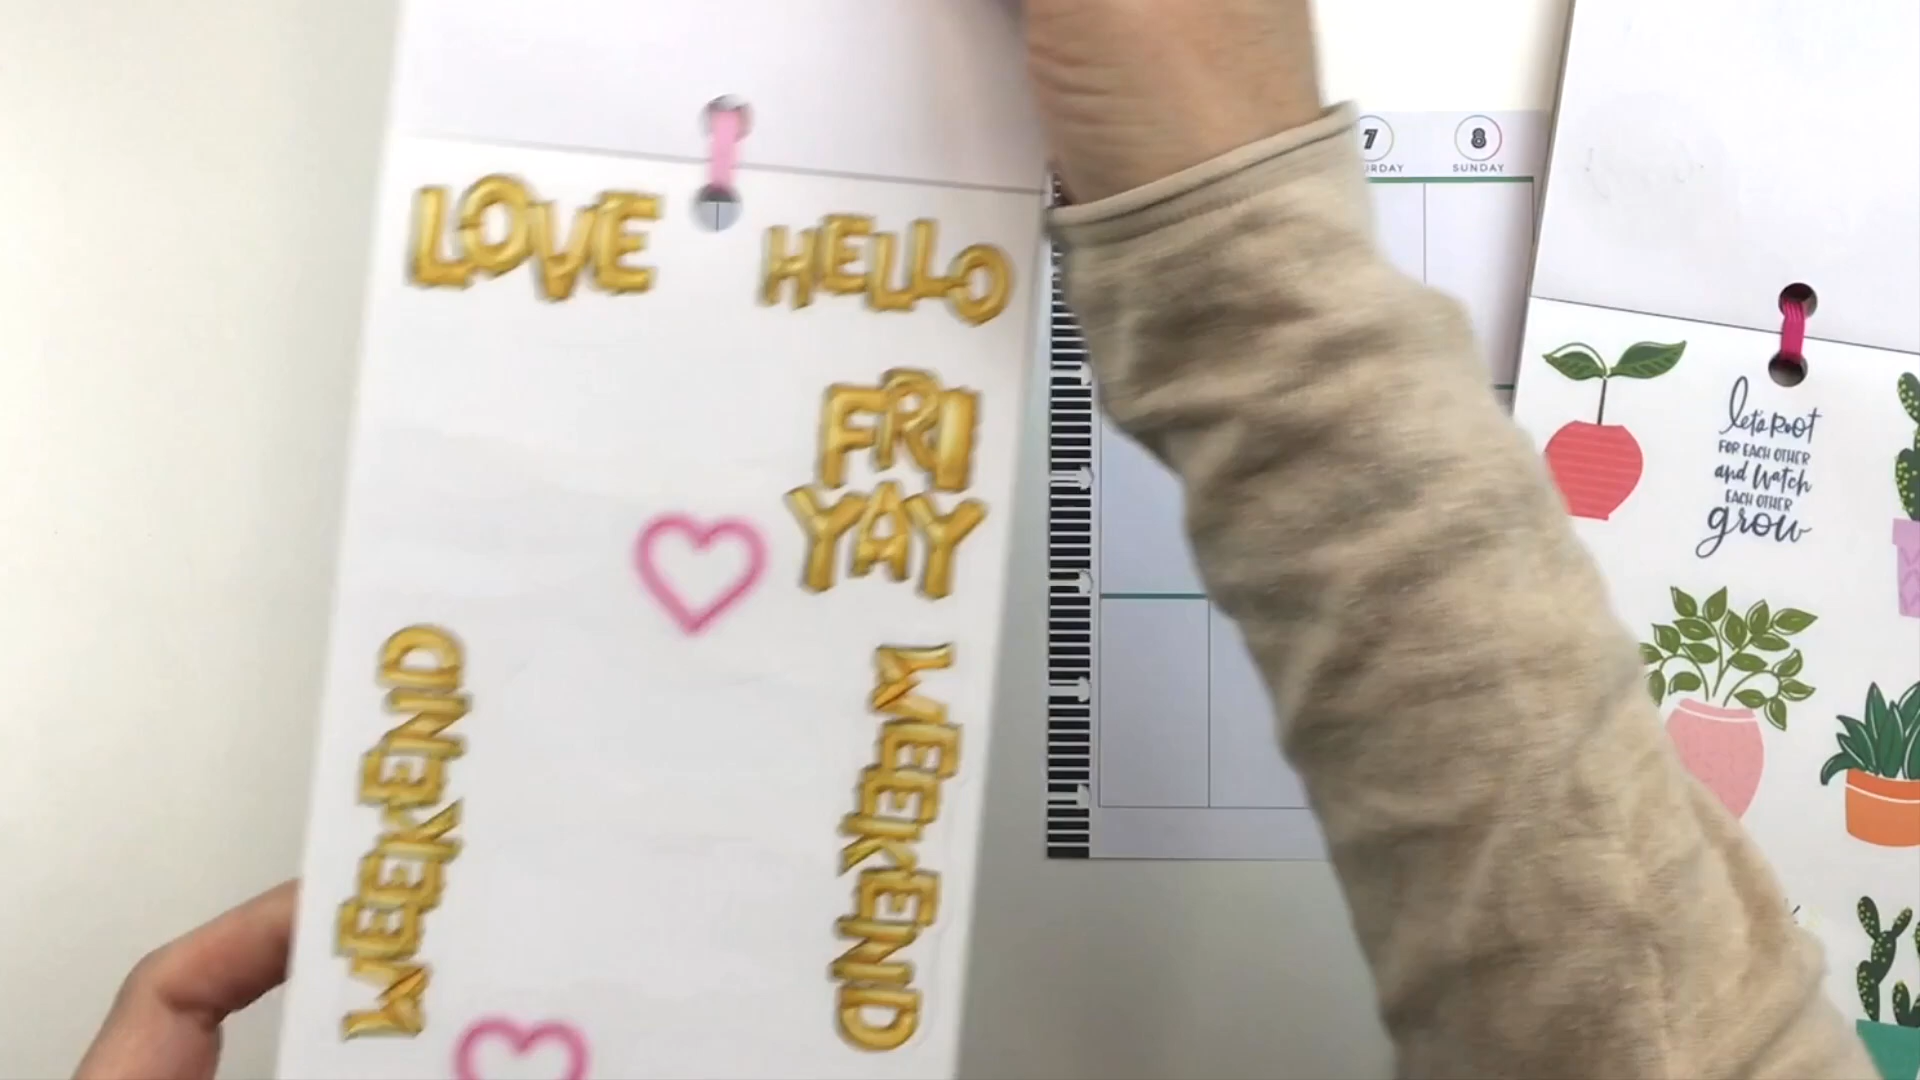 LOVE
HELLO
FRI
YAY
WEEKEND
WEEKEND
7
8
URDAY
SUNDAY
let's Root
FOR EACH OTHER
and Watch
EACH OTHER
grow